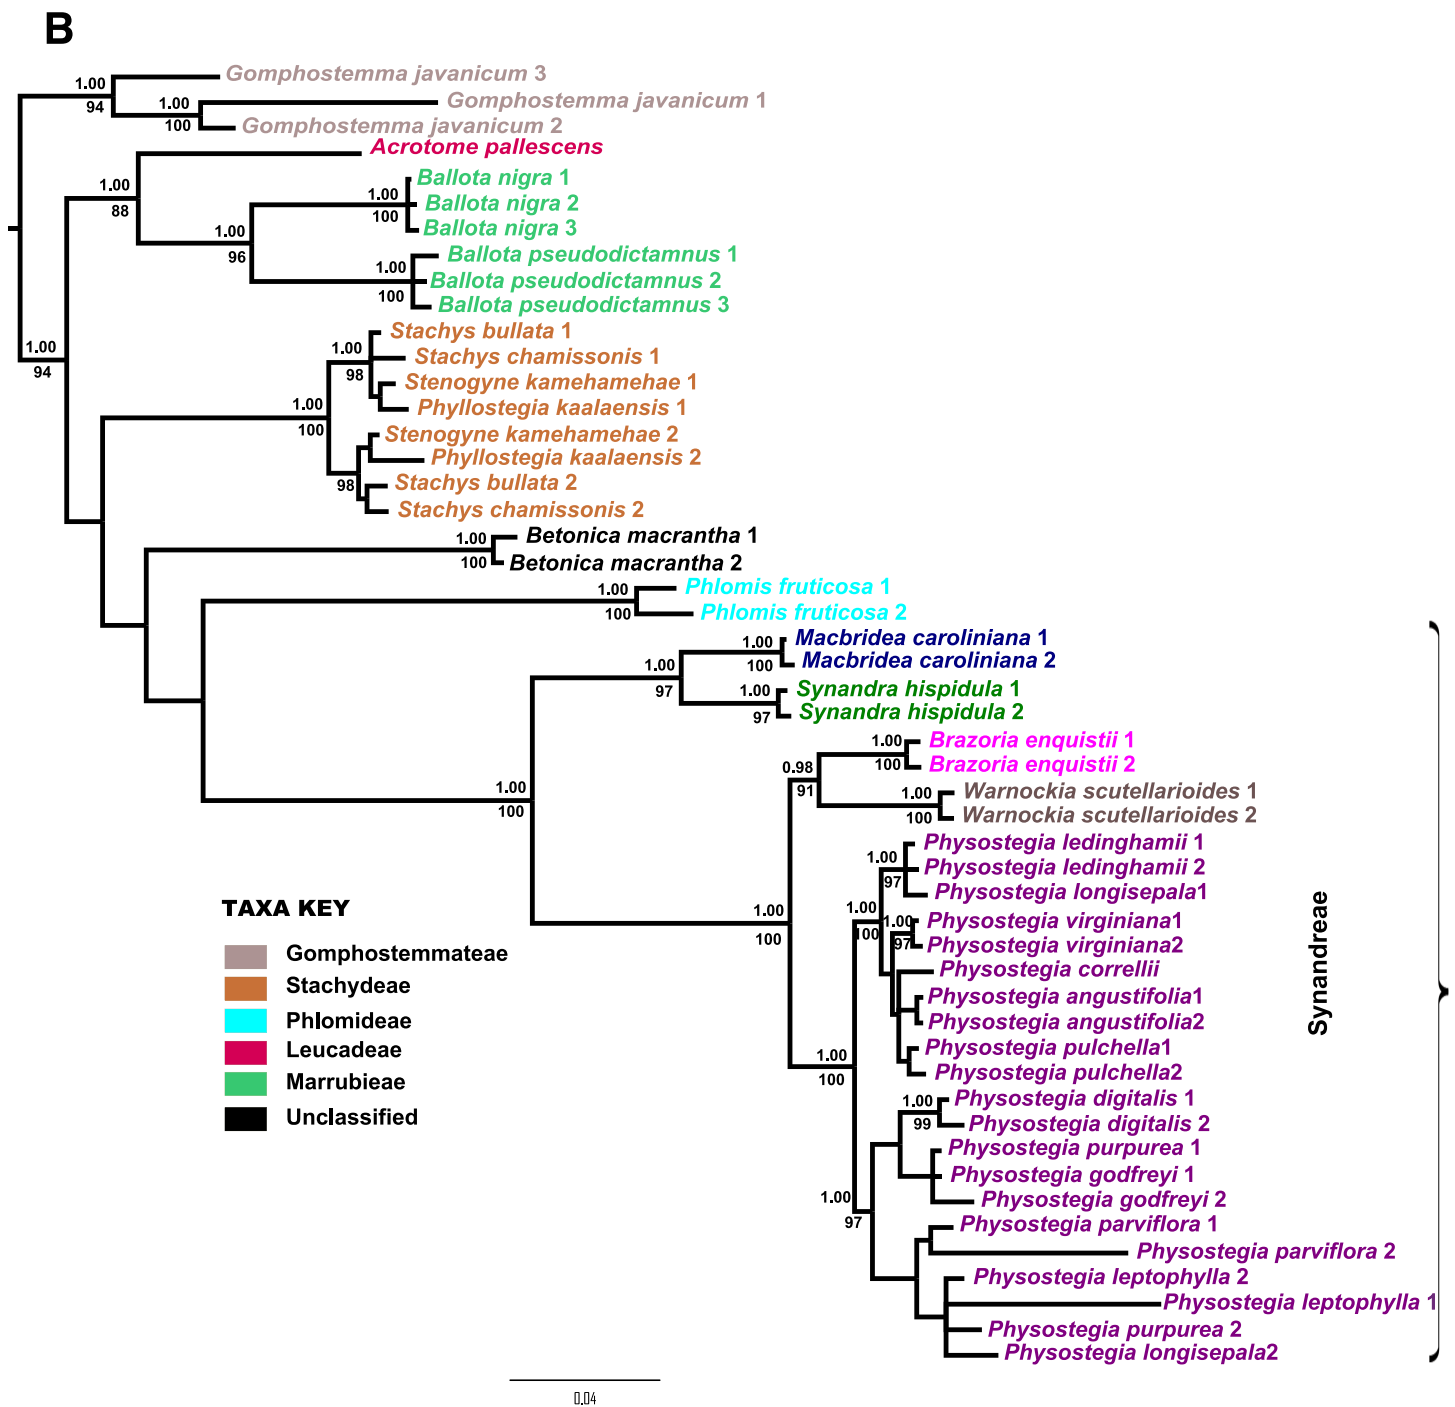 B
1.00
94
Gomphostemma javanicum 3
1.00
100
Gomphostemma javanicum 1
Gomphostemma javanicum 2
Acrotome pallescens
1.00
88
Ballota nigra 1
1.00
100
Ballota nigra 2
Ballota nigra 3
1.00
96
Ballota pseudodictamnus 1
1.00
100
Ballota pseudodictamnus 2
Ballota pseudodictamnus 3
1.00
94
Stachys bullata 1
1.00
98
Stachys chamissonis 1
Stenogyne kamehamehae 1
Phyllostegia kaalaensis 1
1.00
100
Stenogyne kamehamehae 2
Phyllostegia kaalaensis 2
98
Stachys bullata 2
Stachys chamissonis 2
1.00
100
Betonica macrantha 1
Betonica macrantha 2
1.00
100
Phlomis fruticosa 1
Phlomis fruticosa 2
1.00
100
Macbridea caroliniana 1
Macbridea caroliniana 2
1.00
97
1.00
97
Synandra hispidula 1
Synandra hispidula 2
1.00
100
1.00
100
Brazoria enquistii 1
Brazoria enquistii 2
0.98
91
1.00
100
Warnockia scutellarioides 1
Warnockia scutellarioides 2
1.00
100
1.00
97
Physostegia ledinghamii 1
Physostegia ledinghamii 2
Physostegia longisepala1
1.00
100
1.00
97
Physostegia virginiana1
Physostegia virginiana2
Physostegia correllii
Physostegia angustifolia1
Physostegia angustifolia2
Physostegia pulchella1
Physostegia pulchella2
1.00
100
1.00
99
Physostegia digitalis 1
Physostegia digitalis 2
Physostegia purpurea 1
Physostegia godfreyi 1
Physostegia godfreyi 2
1.00
97
Physostegia parviflora 1
Physostegia parviflora 2
Physostegia leptophylla 2
Physostegia leptophylla 1
Physostegia purpurea 2
Physostegia longisepala2
Synandreae
TAXA KEY
Gomphostemmateae
Stachydeae
Phlomideae
Leucadeae
Marrubieae
Unclassified
0.04